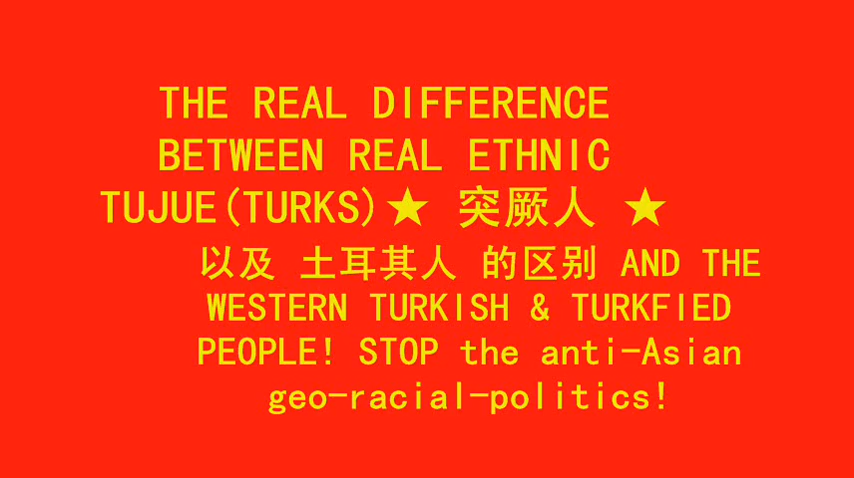 THE REAL DIFFERENCE
BETWEEN REAL ETHNIC
TUJUE(TURKS)★ 突厥人 ★
以及 土耳其人 的区别 AND THE
WESTERN TURKISH & TURKFIED
PEOPLE! STOP the anti-Asian
geo-racial-politics!